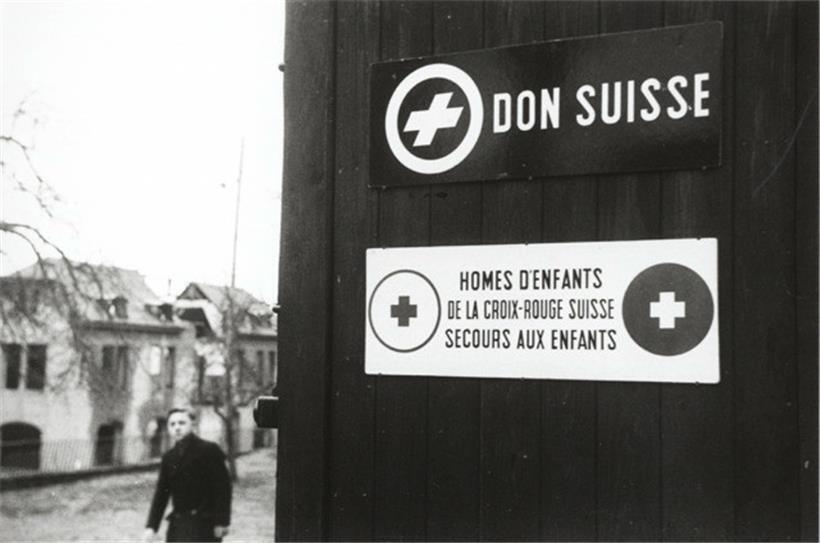 DON SUISSE
HOMES D'ENFANTS
DE LA CROIX-ROUGE SUISSE
SECOURS AUX ENFANTS